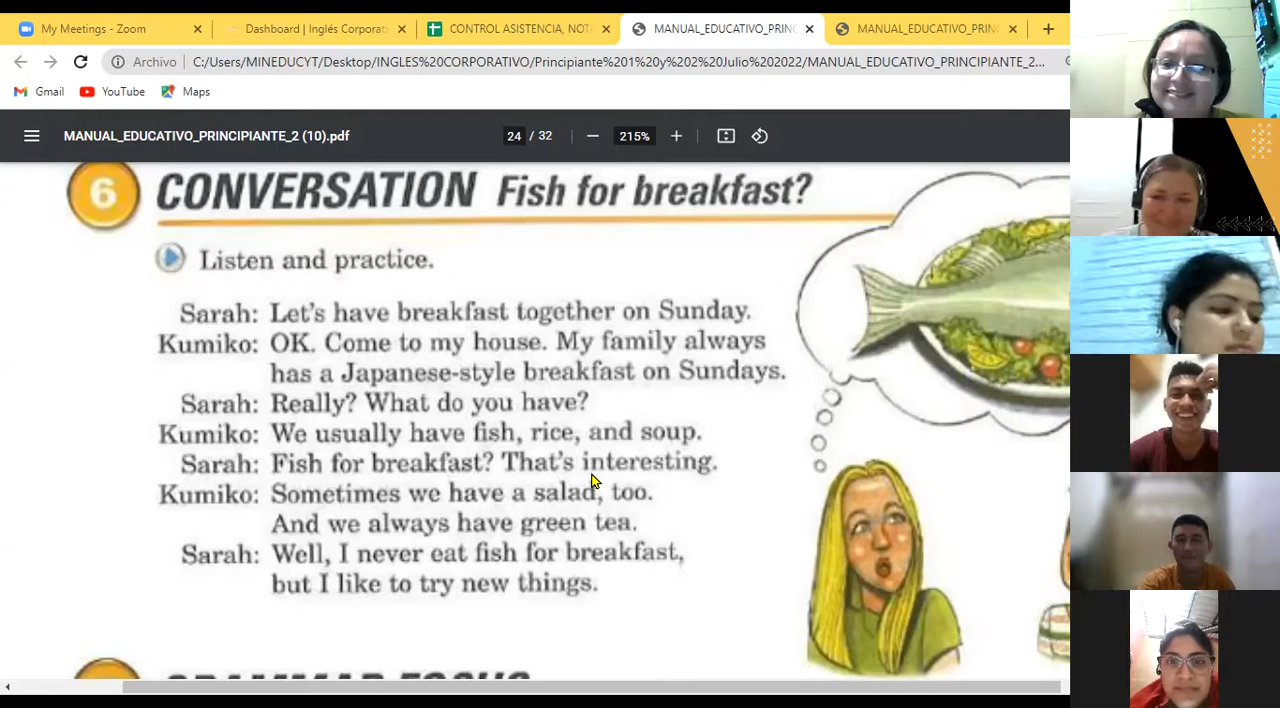 My Meetings - Zoom
Dashboard | Inglés Corporati
CONTROL ASISTENCIA, NOTA
MANUAL_EDUCATIVO_PRINC
MANUAL_EDUCATIVO_PRIN
Archivo
C:/Users/MINEDUCYT/Desktop/INGLES%20CORPORATIVO/Principiante%201%20y%202%20Julio%202022/MANUAL_EDUCATIVO_PRINCIPIANTE_2...
Gmail
YouTube
Maps
MANUAL_EDUCATIVO_PRINCIPIANTE_2 (10).pdf
24 / 32
215%
6 CONVERSATION Fish for breakfast?
Listen and practice.
Sarah: Let's have breakfast together on Sunday.
Kumiko: OK. Come to my house. My family always
has a Japanese-style breakfast on Sundays.
Sarah: Really? What do you have?
Kumiko: We usually have fish, rice, and soup.
Sarah: Fish for breakfast? That's interesting.
Kumiko: Sometimes we have a salad, too.
And we always have green tea.
Sarah: Well, I never eat fish for breakfast,
but I like to try new things.
GRAMMAR FOCUS